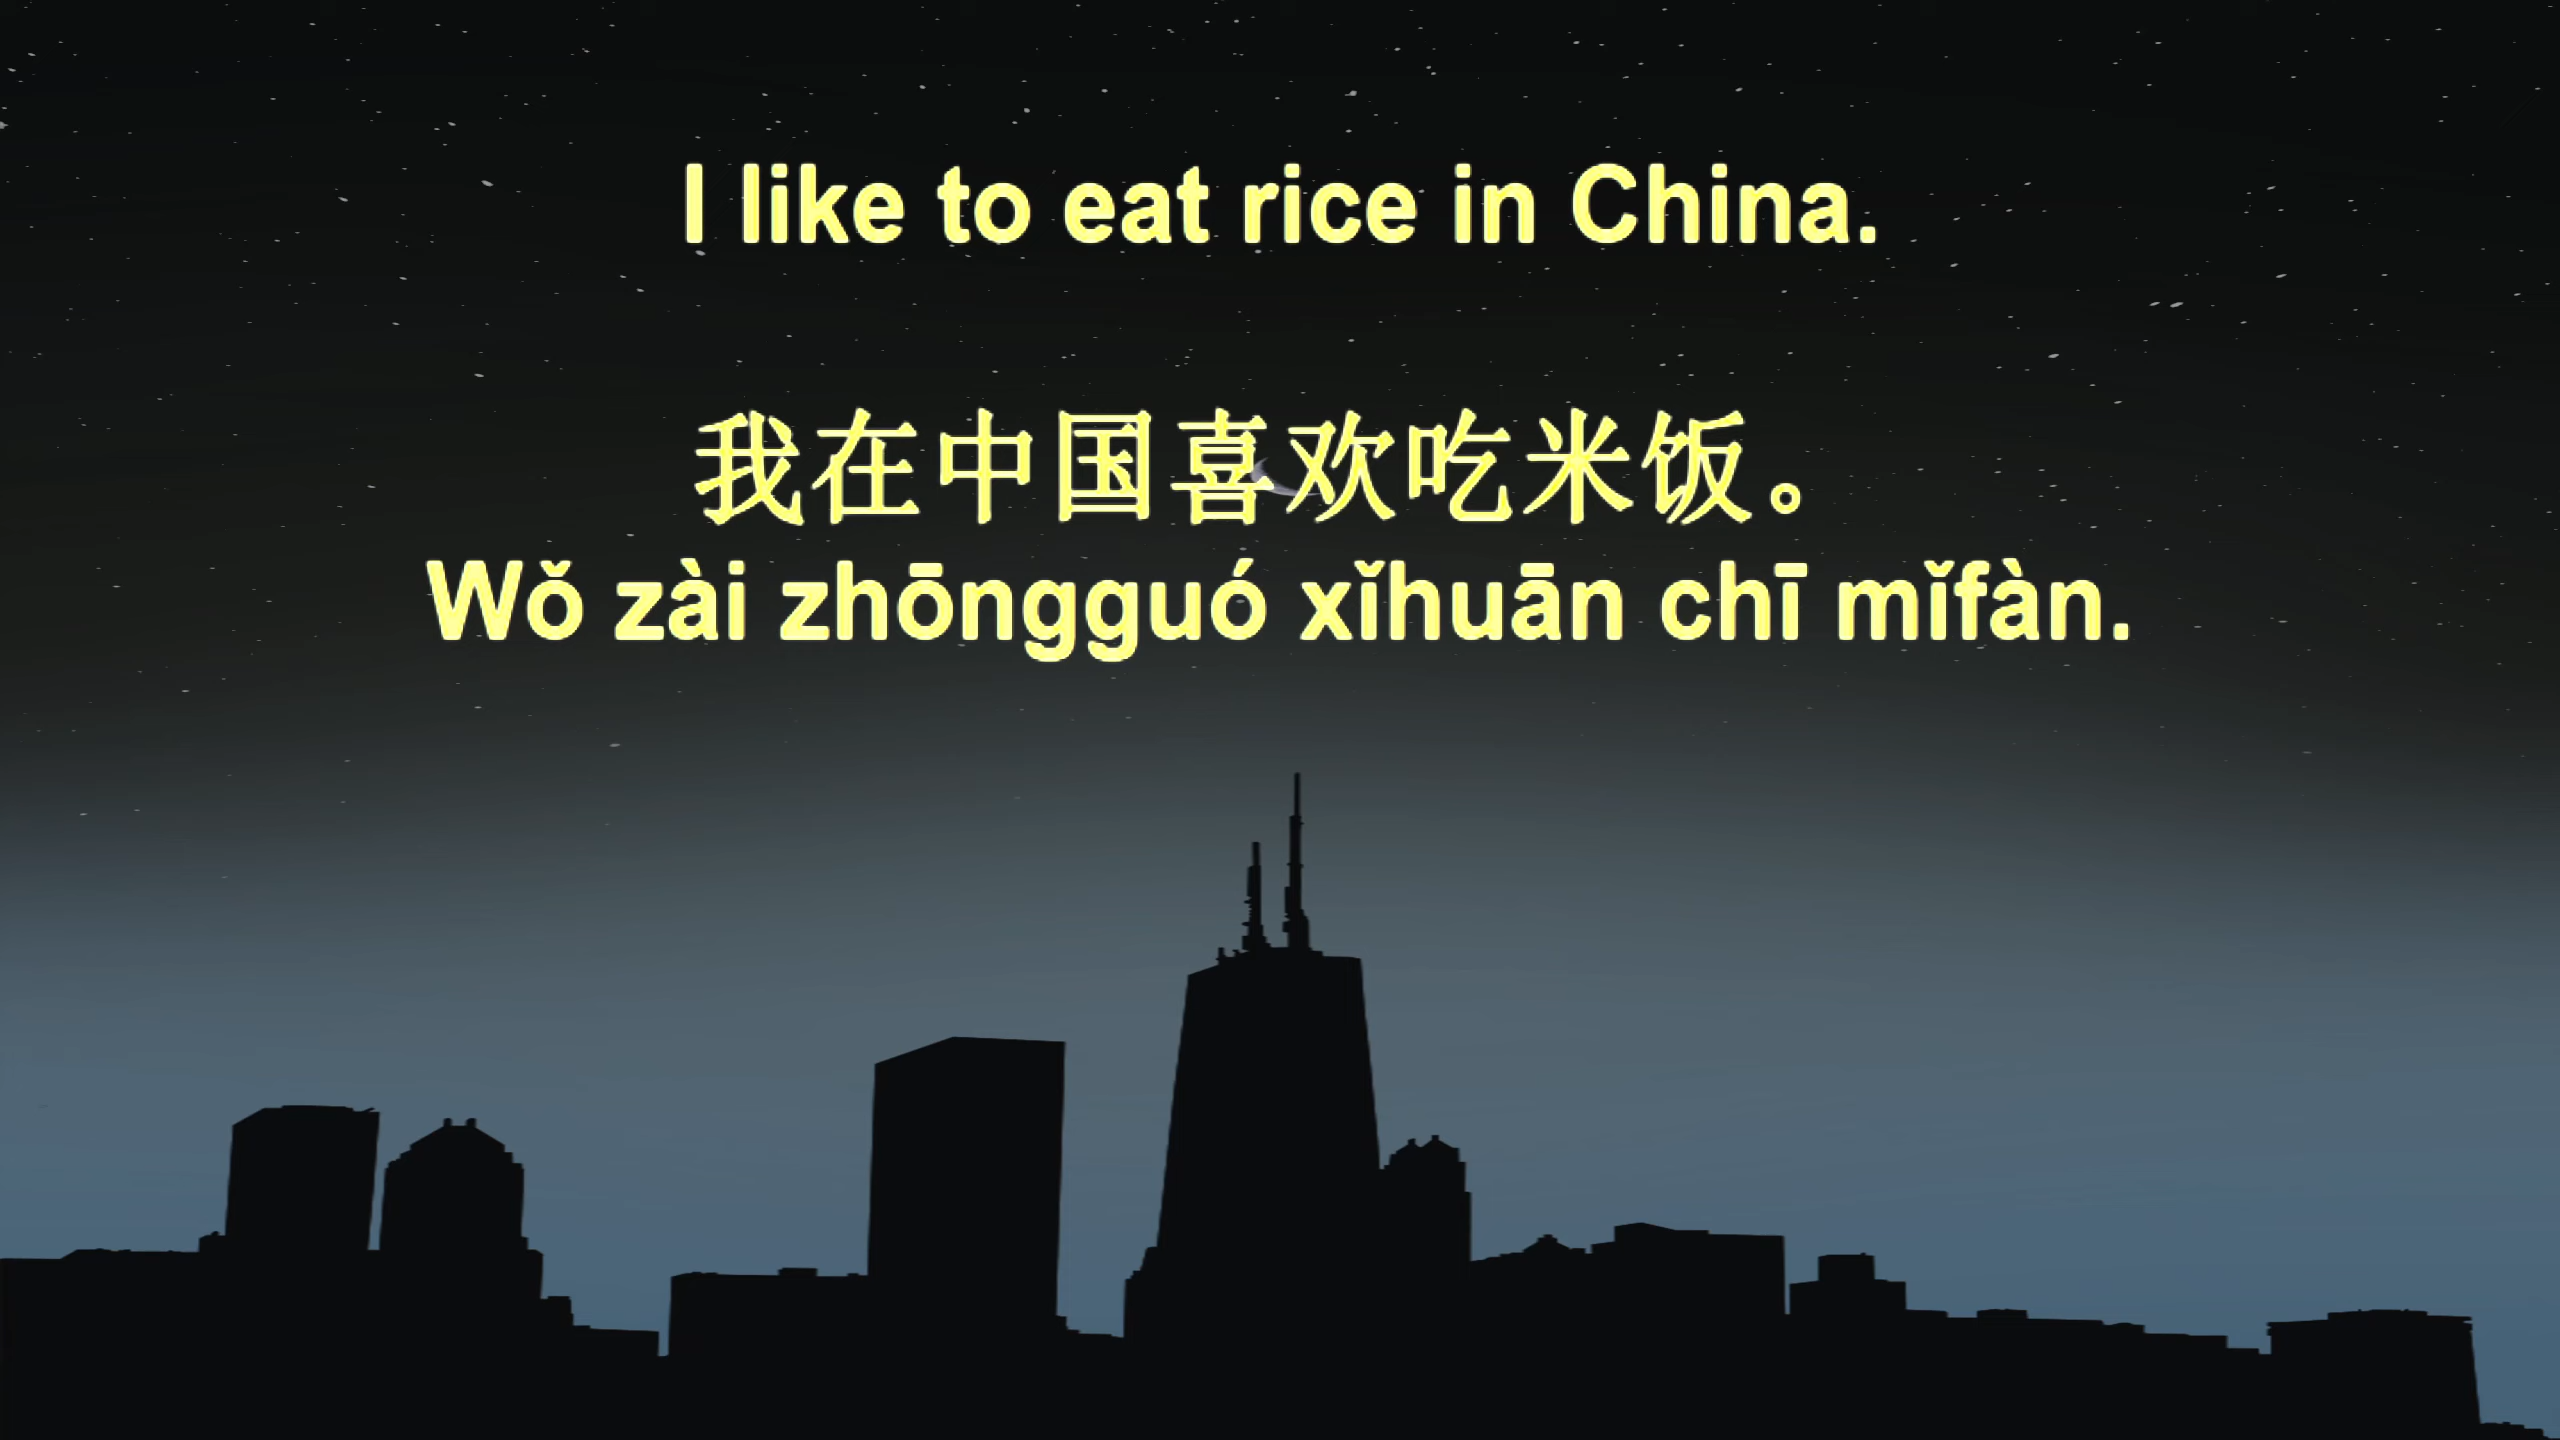 I like to eat rice in China.
我在中国喜欢吃米饭。
Wǒ zài zhōngguó xǐhuān chī mǐfàn.